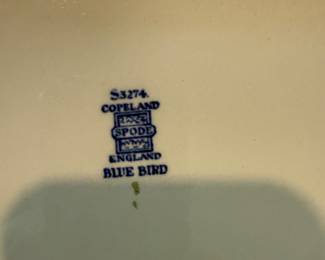 S3274.
COPELAND
SPODE
ENGLAND
BLUE BIRD